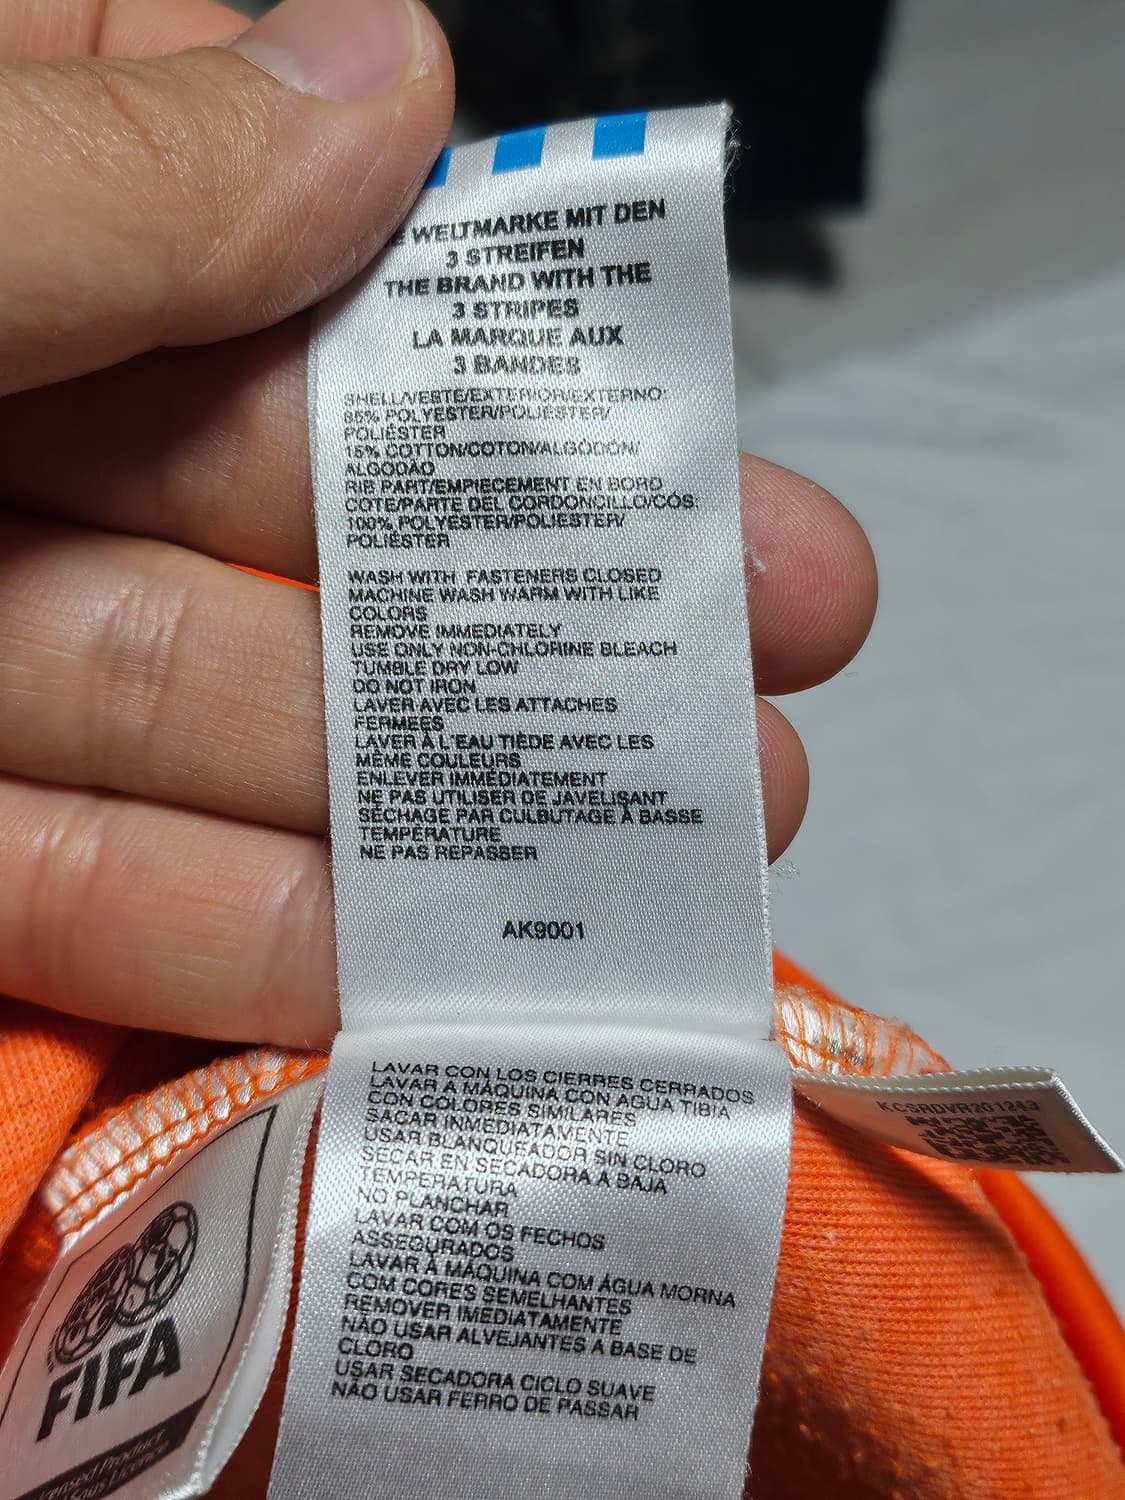 WELTMARKE MIT DEN
3 STREIFEN
THE BRAND WITH THE
3 STRIPES
LA MARQUE AUX
3 BANDES
SHELL/VESTE/EXTERIOR/EXTERNO:
85% POLYESTER/POLIÉSTER/
POLIÉSTER
15% COTTON/COTON/ALGODÓN/
ALGODÃO
RIB PART/EMPIECEMENT EN BORD
COTE/PARTE DEL CORDONCILLO/CÓS:
100% POLYESTER/POLIESTER/
POLIÉSTER
WASH WITH FASTENERS CLOSED
MACHINE WASH WARM WITH LIKE
COLORS
REMOVE IMMEDIATELY
USE ONLY NON-CHLORINE BLEACH
TUMBLE DRY LOW
DO NOT IRON
LAVER AVEC LES ATTACHES
FERMEES
LAVER À L'EAU TIÈDE AVEC LES
MÊME COULEURS
ENLEVER IMMÉDIATEMENT
NE PAS UTILISER DE JAVELISANT
SÉCHAGE PAR CULBUTAGE À BASSE
TEMPÉRATURE
NE PAS REPASSER
AK9001
LAVAR CON LOS CIERRES CERRADOS
LAVAR A MÁQUINA CON AGUA TIBIA
CON COLORES SIMILARES
SACAR INMEDIATAMENTE
USAR BLANQUEADOR SIN CLORO
SECAR EN SECADORA A BAJA
TEMPERATURA
NO PLANCHAR
LAVAR COM OS FECHOS
ASSEGURADOS
LAVAR À MÁQUINA COM ÁGUA MORNA
COM CORES SEMELHANTES
REMOVER IMEDIATAMENTE
NÃO USAR ALVEJANTES A BASE DE
CLORO
USAR SECADORA CICLO SUAVE
NÃO USAR FERRO DE PASSAR
KCSRDVR201243
FIFA
Product
Licence